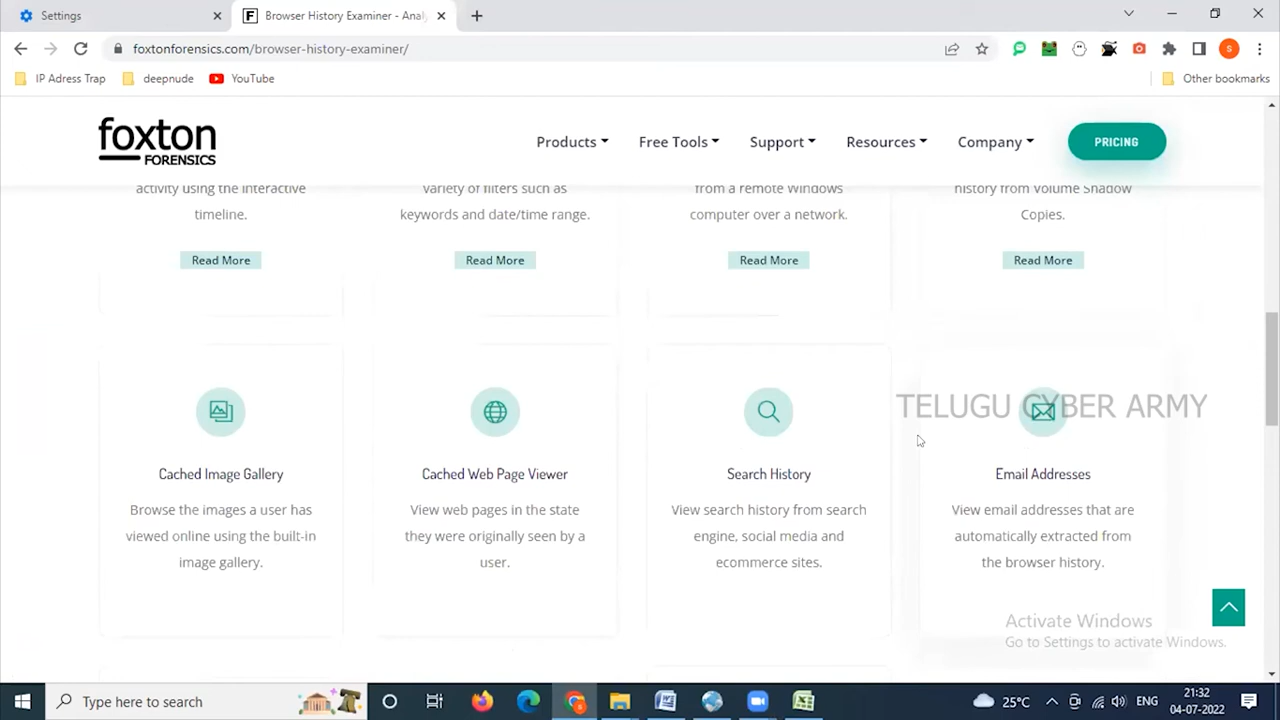 Settings
Browser History Examiner - Anal
foxtonforensics.com/browser-history-examiner/
S
IP Adress Trap
deepnude
YouTube
Other bookmarks
foxton
FORENSICS
Products
Free Tools
Support
Resources
Company
PRICING
activity using the interactive
timeline.
Read More
variety of filters such as
keywords and date/time range.
Read More
from a remote Windows
computer over a network.
Read More
history from Volume Shadow
Copies.
Read More
TELUGU CYBER ARMY
Cached Image Gallery
Browse the images a user has
viewed online using the built-in
image gallery.
Cached Web Page Viewer
View web pages in the state
they were originally seen by a
user.
Search History
View search history from search
engine, social media and
ecommerce sites.
Email Addresses
View email addresses that are
automatically extracted from
the browser history.
Activate Windows
Go to Settings to activate Windows.
Type here to search
25°C
ENG
21:32
04-07-2022